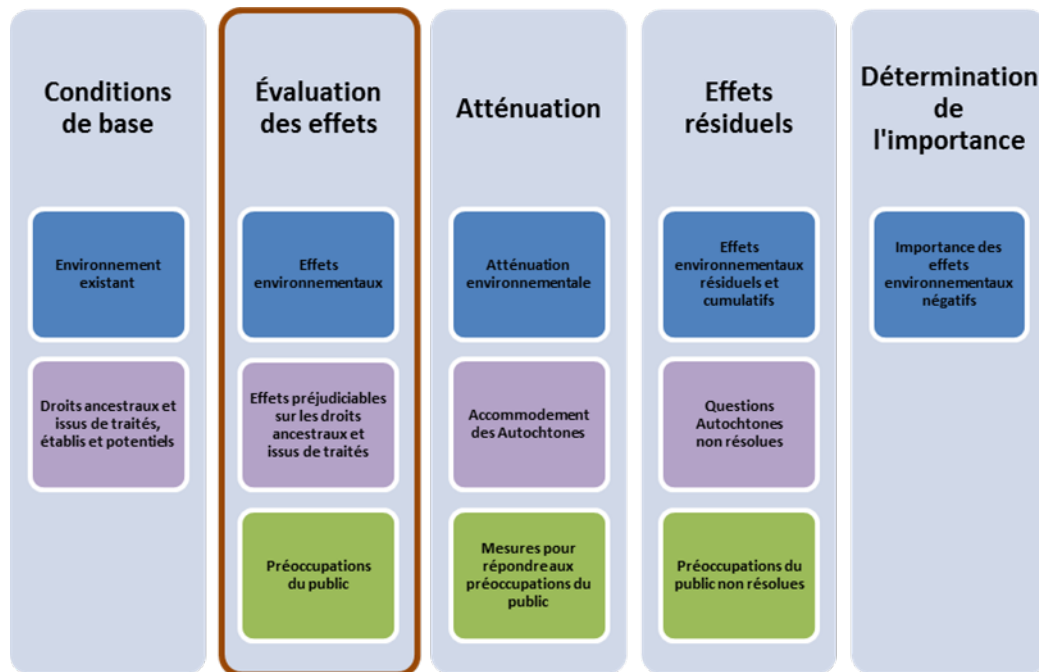 Conditions
de base
Environnement
existant
Droits ancestraux et
issus de traités,
établis et potentiels
Évaluation
des effets
Effets
environnementaux
Effets préjudiciables
sur les droits
ancestraux et
issus de traités
Préoccupations
du public
Atténuation
Atténuation
environnementale
Accommodement
des Autochtones
Mesures pour
répondre aux
préoccupations du
public
Effets
résiduels
Effets
environnementaux
résiduels et
cumulatifs
Questions
Autochtones
non résolues
Préoccupations du
public non résolues
Détermination
de
l'importance
Importance des
effets
environnementaux
négatifs